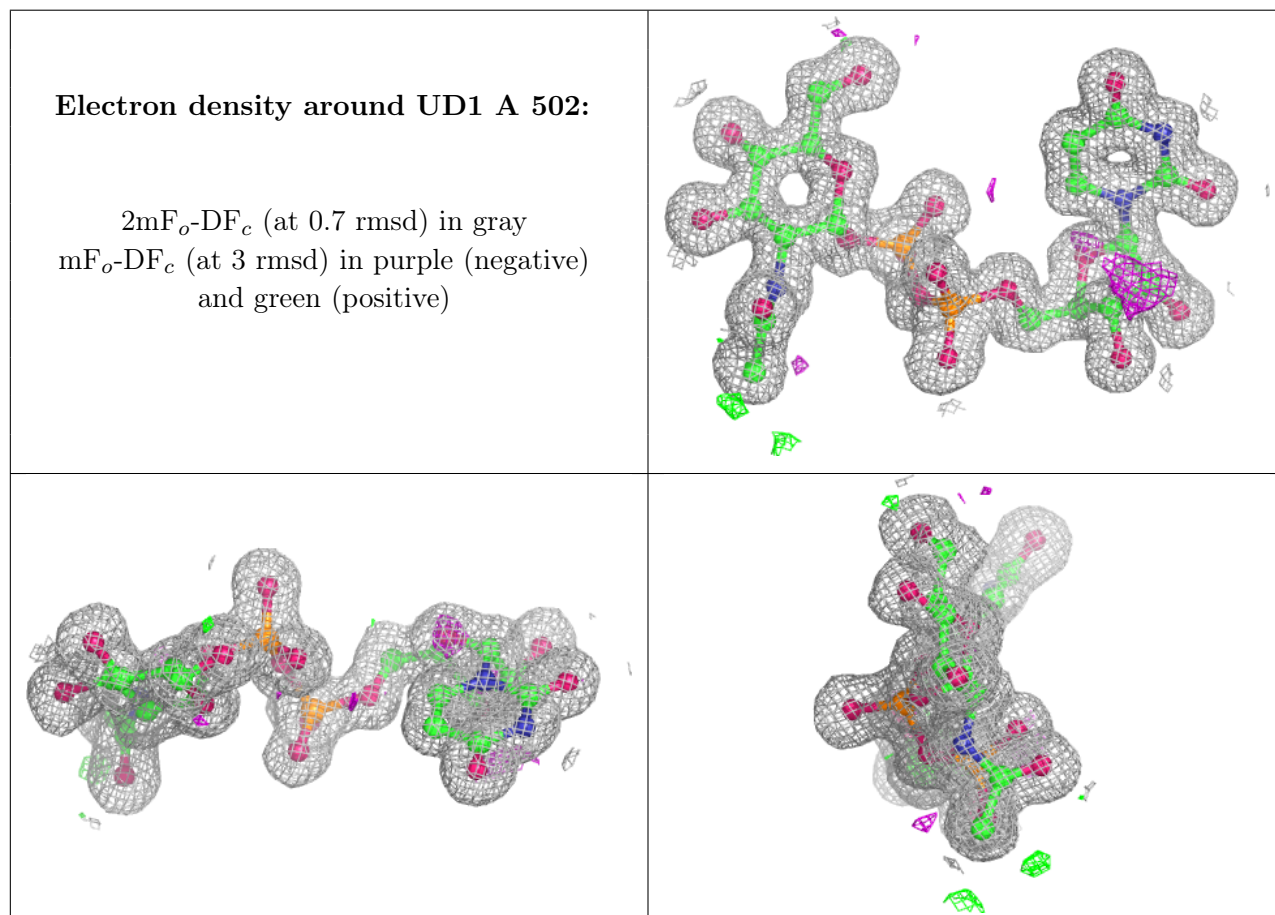 Electron density around UD1 A 502:
2mFo-DFc (at 0.7 rmsd) in gray
mFo-DFc (at 3 rmsd) in purple (negative)
and green (positive)